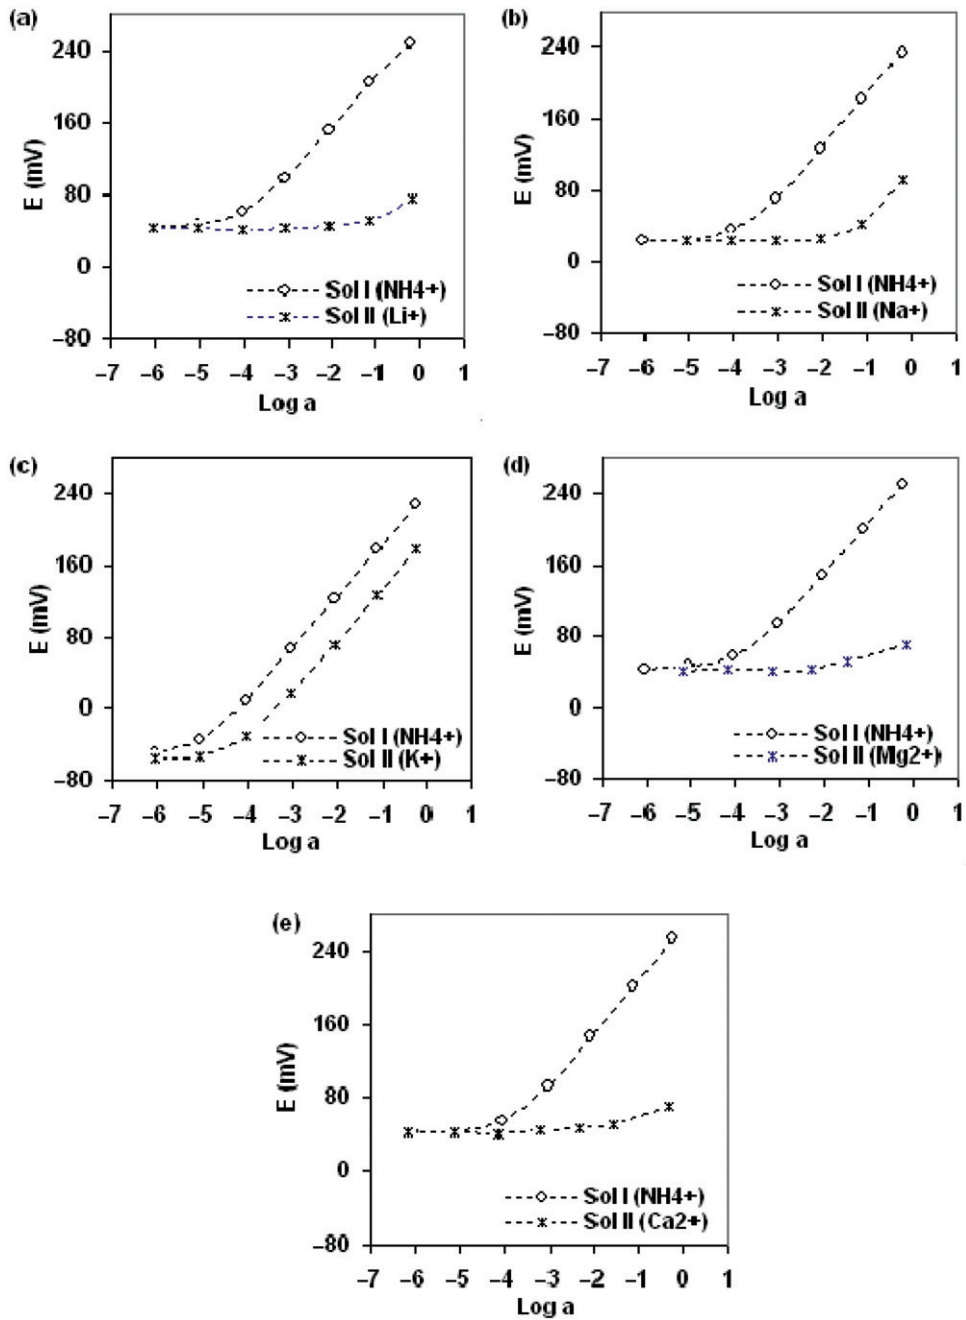 (a)
240
160
80
0
−80
E (mV)
Sol I (NH4+)
Sol II (Li+)
−7 −6 −5 −4 −3 −2 −1 0 1
Log a
(b)
240
160
80
0
−80
E (mV)
Sol I (NH4+)
Sol II (Na+)
−7 −6 −5 −4 −3 −2 −1 0 1
Log a
(c)
240
160
80
0
−80
E (mV)
Sol I (NH4+)
Sol II (K+)
−7 −6 −5 −4 −3 −2 −1 0 1
Log a
(d)
240
160
80
0
−80
E (mV)
Sol I (NH4+)
Sol II (Mg2+)
−7 −6 −5 −4 −3 −2 −1 0 1
Log a
(e)
240
160
80
0
−80
E (mV)
Sol I (NH4+)
Sol II (Ca2+)
−7 −6 −5 −4 −3 −2 −1 0 1
Log a